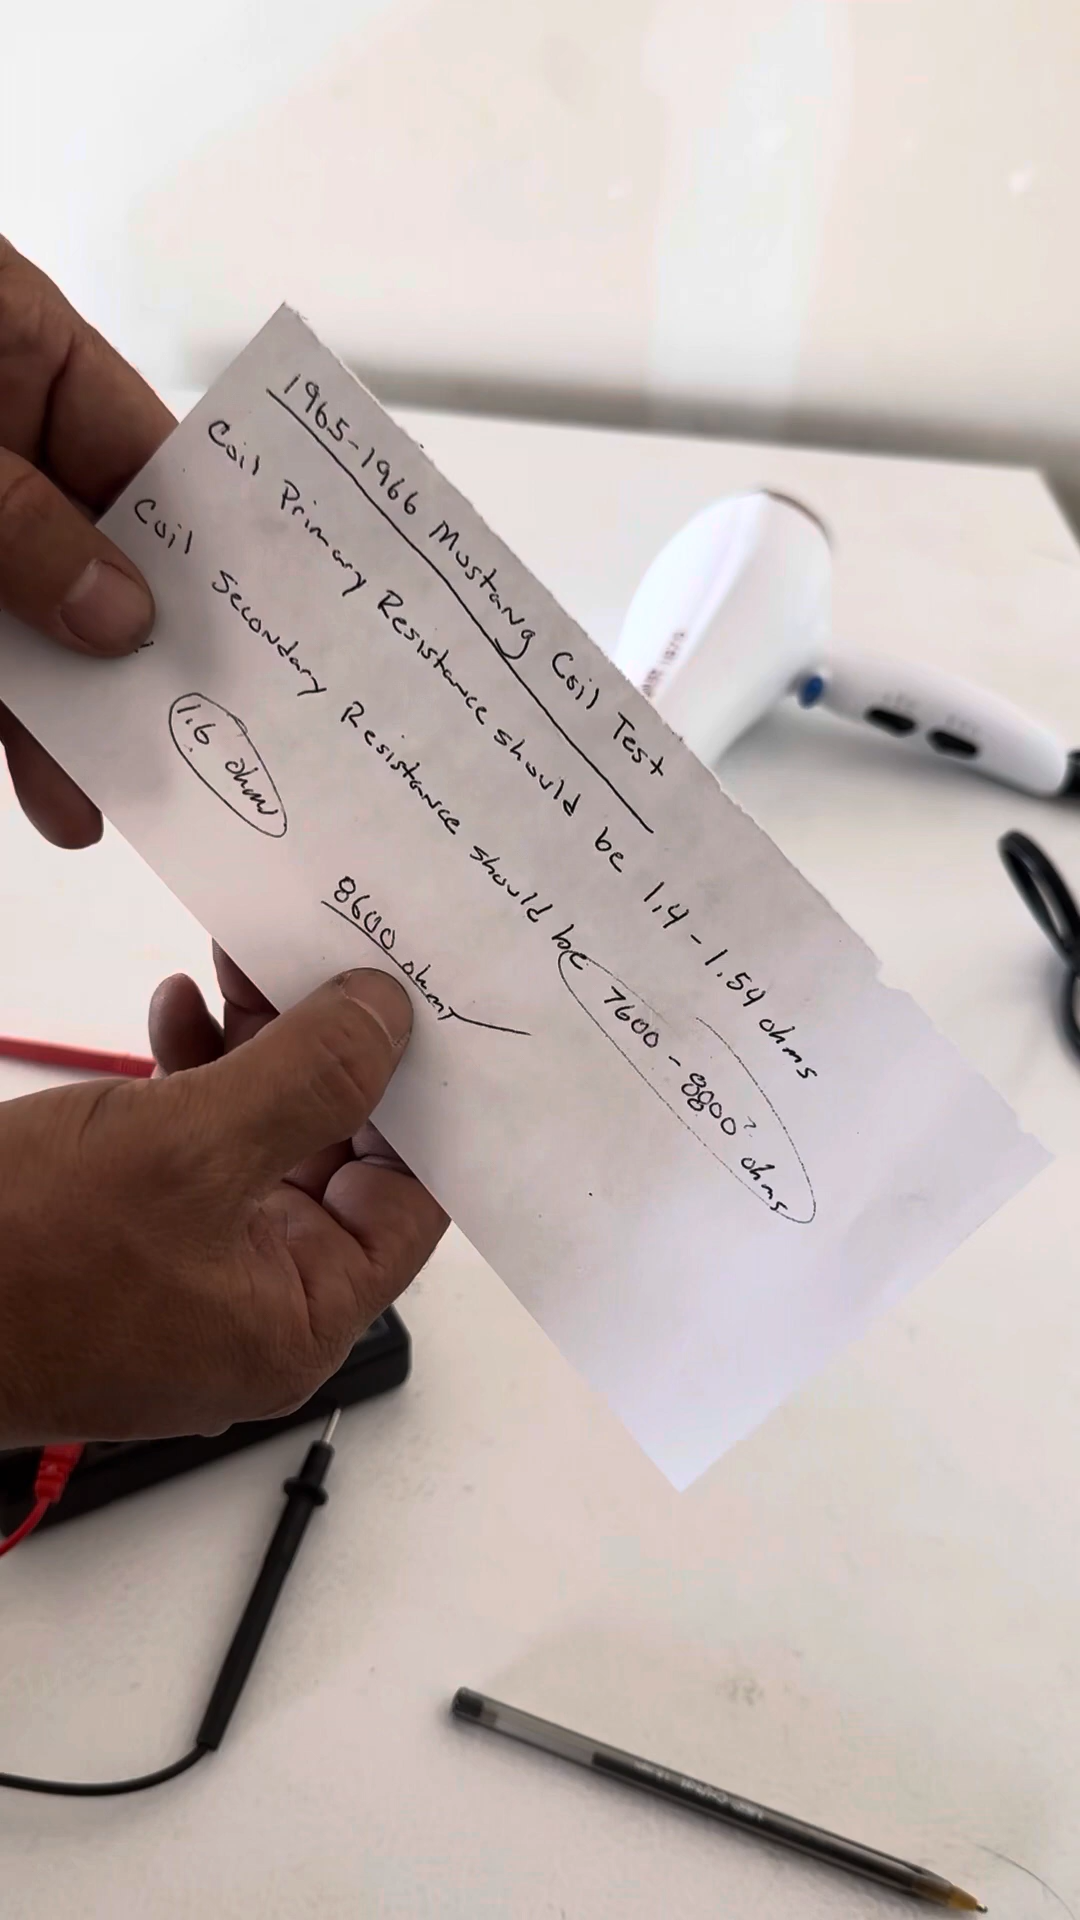 1965-1966 Mustang Coil Test
Coil Primary Resistance should be 1.4 - 1.54 ohms
Coil Secondary Resistance should be 7600 - 8800? ohms
1.6 ohms
8600 ohms